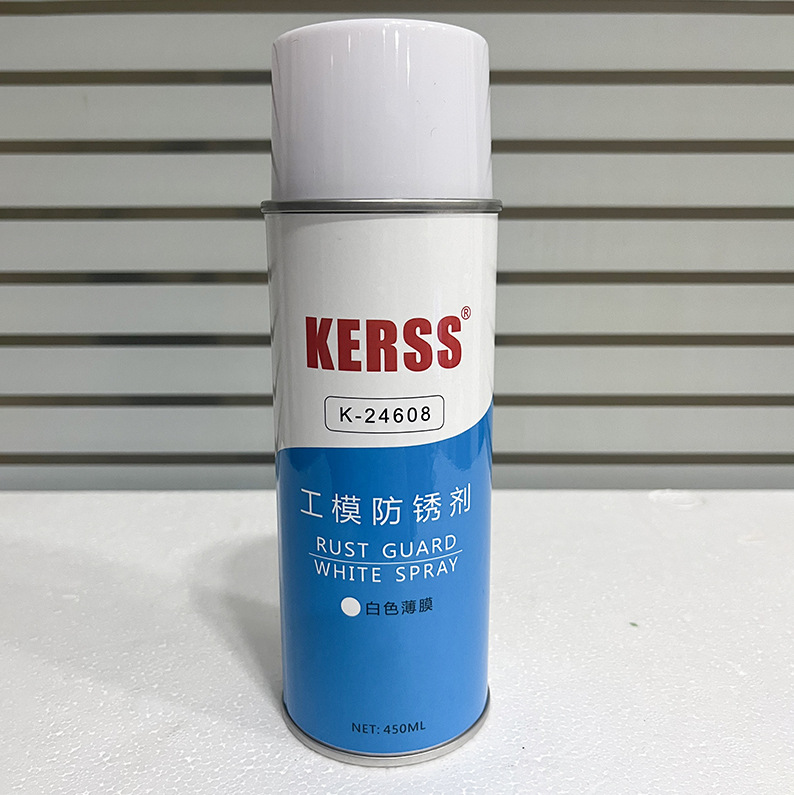 KERSS®
K-24608
工模防锈剂
RUST GUARD
WHITE SPRAY
白色薄膜
NET: 450ML